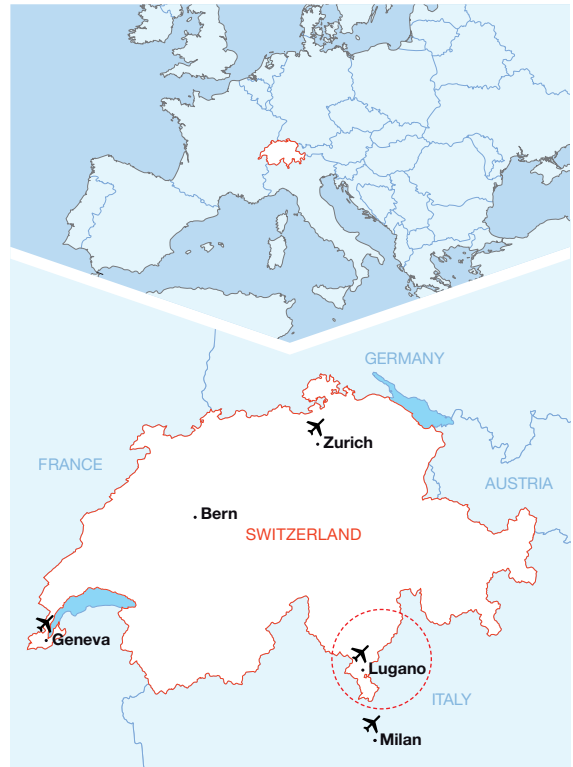 GERMANY
Zurich
FRANCE
AUSTRIA
Bern
SWITZERLAND
Geneva
Lugano
ITALY
Milan